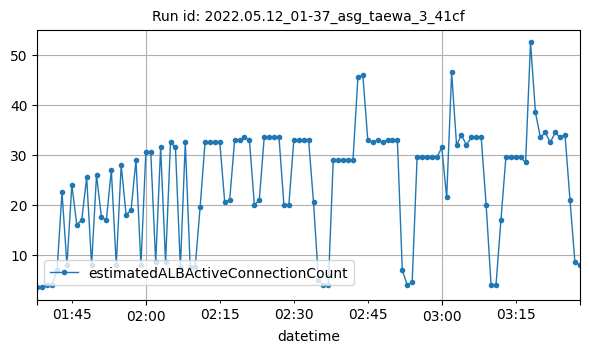 Run id: 2022.05.12_01-37_asg_taewa_3_41cf
50
40
30
20
10
estimatedALBActiveConnectionCount
01:45 02:00 02:15 02:30 02:45 03:00 03:15
datetime